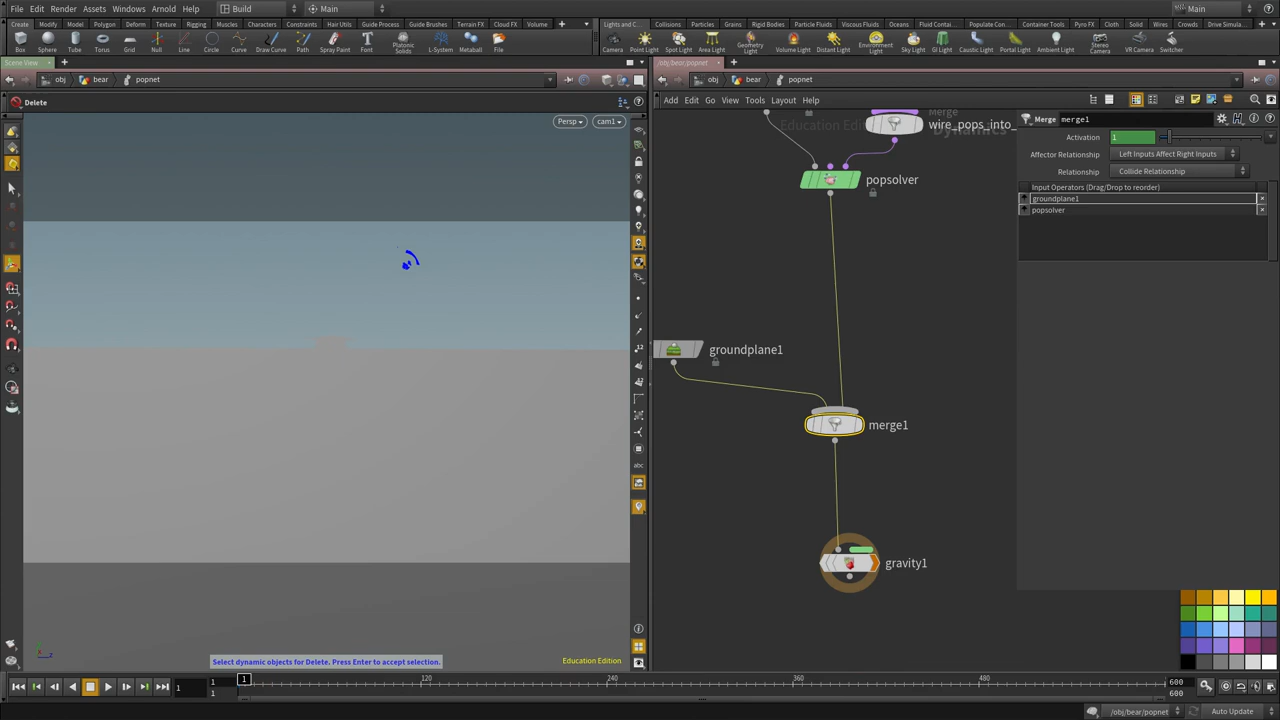 File Edit Render Assets Windows Arnold Help Build Main Main
Create Modify Model Polygon Deform Texture Rigging Muscles Characters Constraints Hair Utils Guide Process Guide Brushes Terrain FX Cloud FX Volume Lights and C... Collisions Particles Grains Rigid Bodies Particle Fluids Viscous Fluids Oceans Fluid Contai... Populate Con... Container Tools Pyro FX Cloth Solid Wires Crowds Drive Simula...
Box Sphere Tube Torus Grid Null Line Circle Curve Draw Curve Path Spray Paint Font Platonic Solids L-System Metaball File Camera Point Light Spot Light Area Light Geometry Light Volume Light Distant Light Environment Light Sky Light GI Light Caustic Light Portal Light Ambient Light Stereo Camera VR Camera Switcher
Scene View /obj/bear/popnet
obj bear popnet obj bear popnet
Delete
Add Edit Go View Tools Layout Help
Persp cam1
Merge merge1
Activation 1
Affector Relationship Left Inputs Affect Right Inputs
Relationship Collide Relationship
Input Operators (Drag/Drop to reorder)
groundplane1
popsolver
Merge
Education Edition
wire_pops_into_
popsolver
groundplane1
merge1
gravity1
abc
Select dynamic objects for Delete. Press Enter to accept selection.
Education Edition
1 1 1 1 120 240 360 480 600 600
/obj/bear/popnet Auto Update